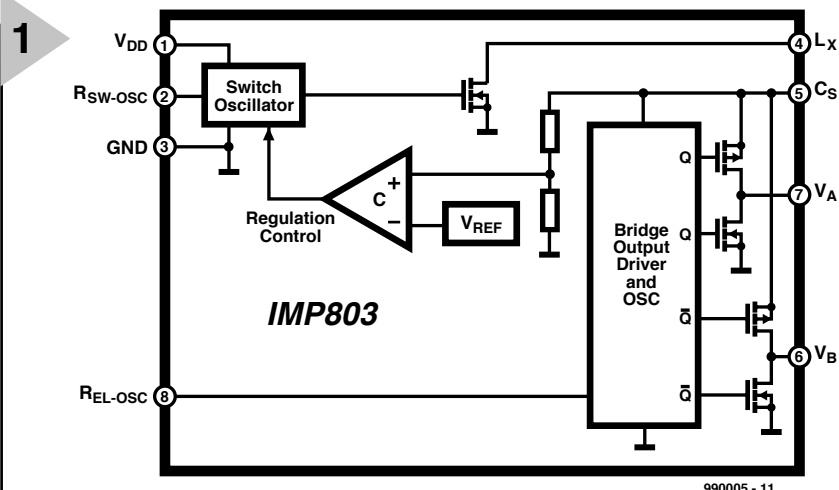 1
V_DD 1
R_SW-OSC 2
GND 3
Switch
Oscillator
4 L_X
5 C_S
C
+
−
Regulation
Control
V_REF
Q
Q
Q̅
Q̅
Bridge
Output
Driver
and
OSC
7 V_A
6 V_B
IMP803
R_EL-OSC 8
990005 - 11